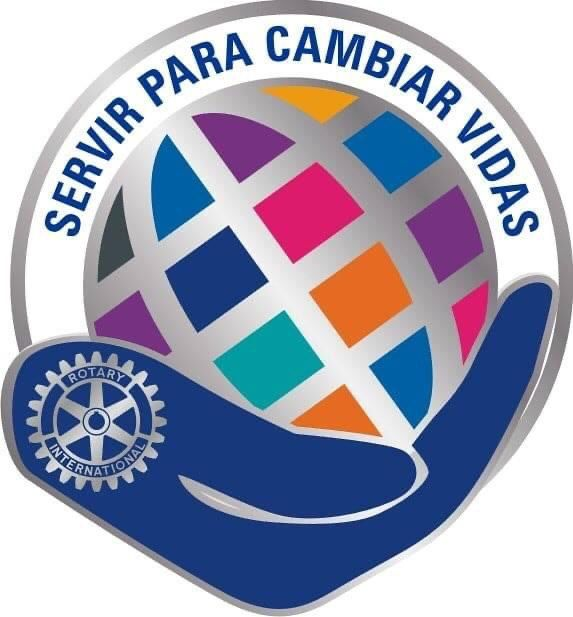 SERVIR PARA CAMBIAR VIDAS
ROTARY
INTERNATIONAL